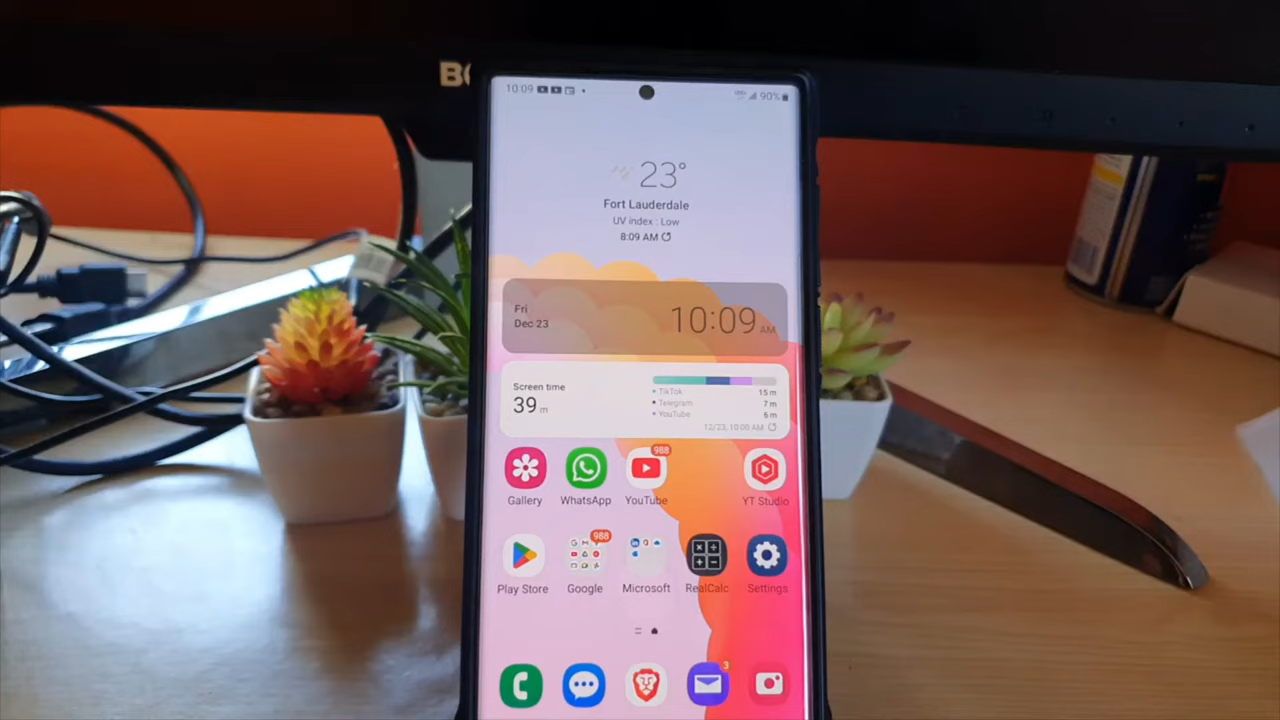 10:09
90%
23°
Fort Lauderdale
UV index : Low
8:09 AM
Fri
Dec 23
10:09 AM
Screen time
39 m
TikTok 15 m
Telegram 7 m
YouTube 6 m
12/23, 10:00 AM
988
Gallery WhatsApp YouTube YT Studio
988
Play Store Google Microsoft RealCalc Settings
3